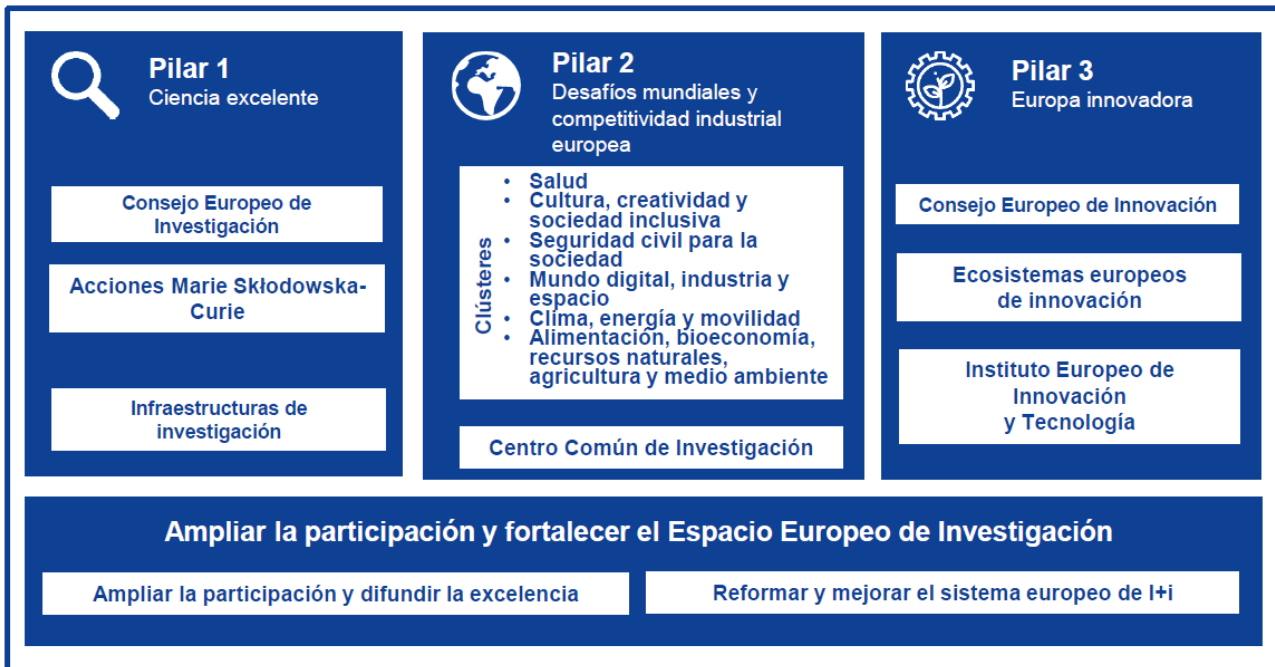 Pilar 1
Ciencia excelente
Consejo Europeo de
Investigación
Acciones Marie Skłodowska-
Curie
Infraestructuras de
investigación
Pilar 2
Desafíos mundiales y
competitividad industrial
europea
Clústeres
• Salud
• Cultura, creatividad y
sociedad inclusiva
• Seguridad civil para la
sociedad
• Mundo digital, industria y
espacio
• Clima, energía y movilidad
• Alimentación, bioeconomía,
recursos naturales,
agricultura y medio ambiente
Centro Común de Investigación
Pilar 3
Europa innovadora
Consejo Europeo de Innovación
Ecosistemas europeos
de innovación
Instituto Europeo de
Innovación
y Tecnología
Ampliar la participación y fortalecer el Espacio Europeo de Investigación
Ampliar la participación y difundir la excelencia
Reformar y mejorar el sistema europeo de I+i